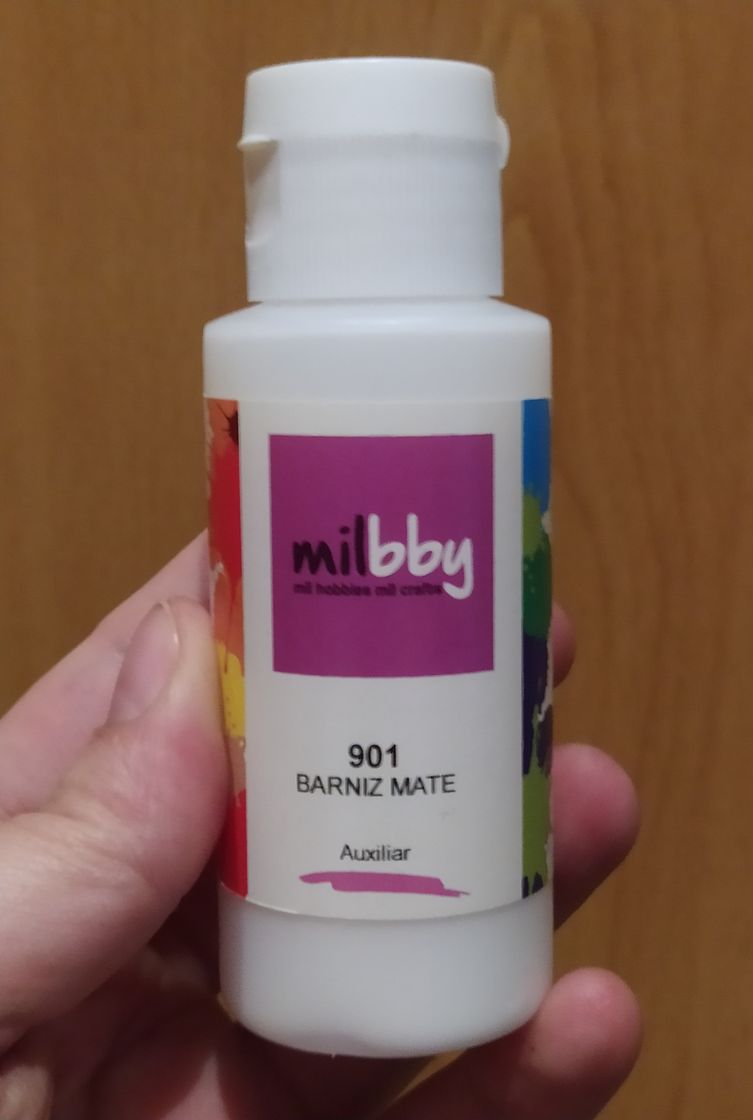 milbby
mil hobbies mil crafts
901
BARNIZ MATE
Auxiliar